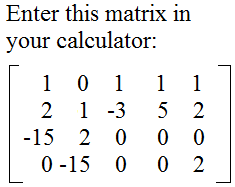 Enter this matrix in
your calculator:
1 0 1 1 1
2 1 -3 5 2
-15 2 0 0 0
0 -15 0 0 2